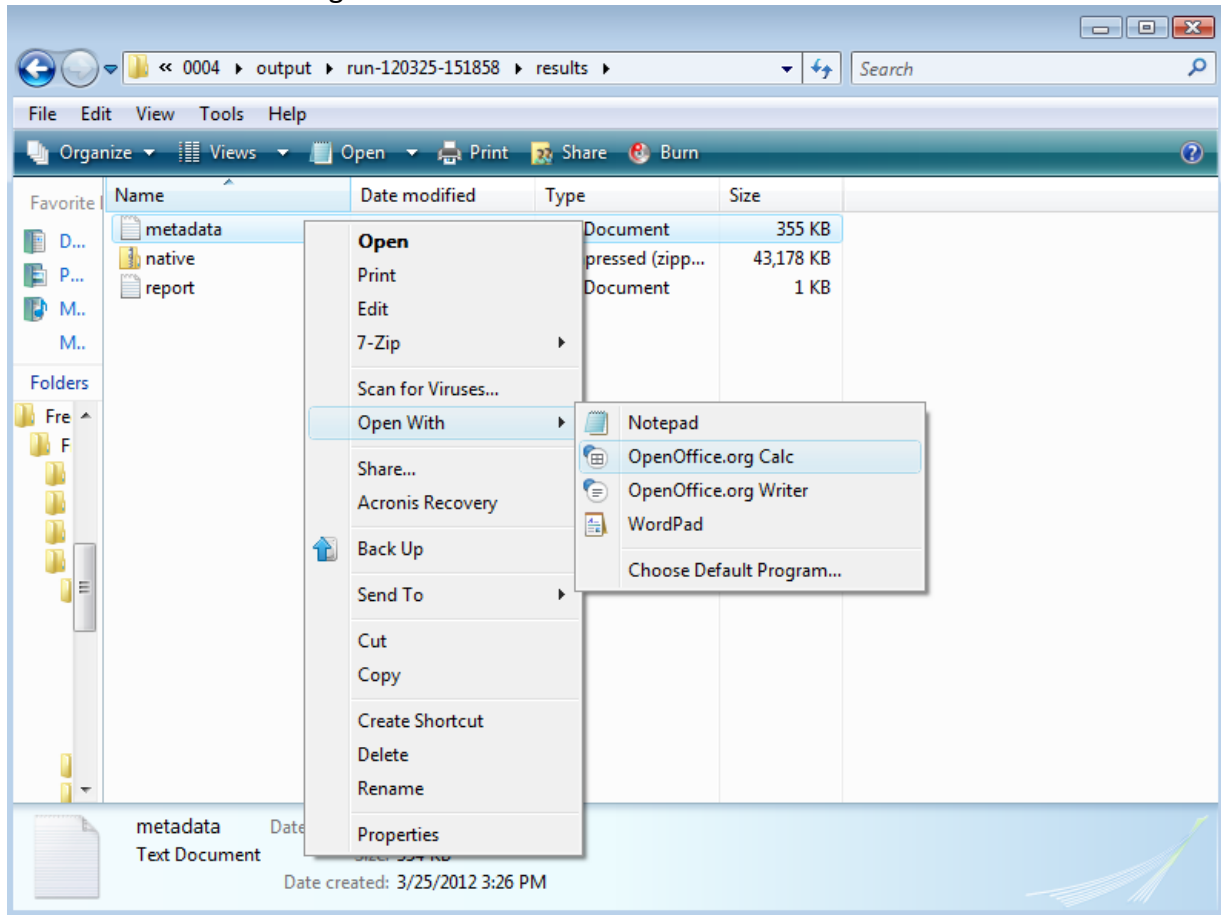 « 0004 ▸ output ▸ run-120325-151858 ▸ results ▸ Search
File Edit View Tools Help
Organize Views Open Print Share Burn
Favorite Name Date modified Type Size
D...
P...
M..
M..
metadata Document 355 KB
native pressed (zipp... 43,178 KB
report Document 1 KB
Folders
Fre
F
Open
Print
Edit
7-Zip
Scan for Viruses...
Open With
Share...
Acronis Recovery
Back Up
Send To
Cut
Copy
Create Shortcut
Delete
Rename
Properties
Notepad
OpenOffice.org Calc
OpenOffice.org Writer
WordPad
Choose Default Program...
metadata Date
Text Document
Date created: 3/25/2012 3:26 PM